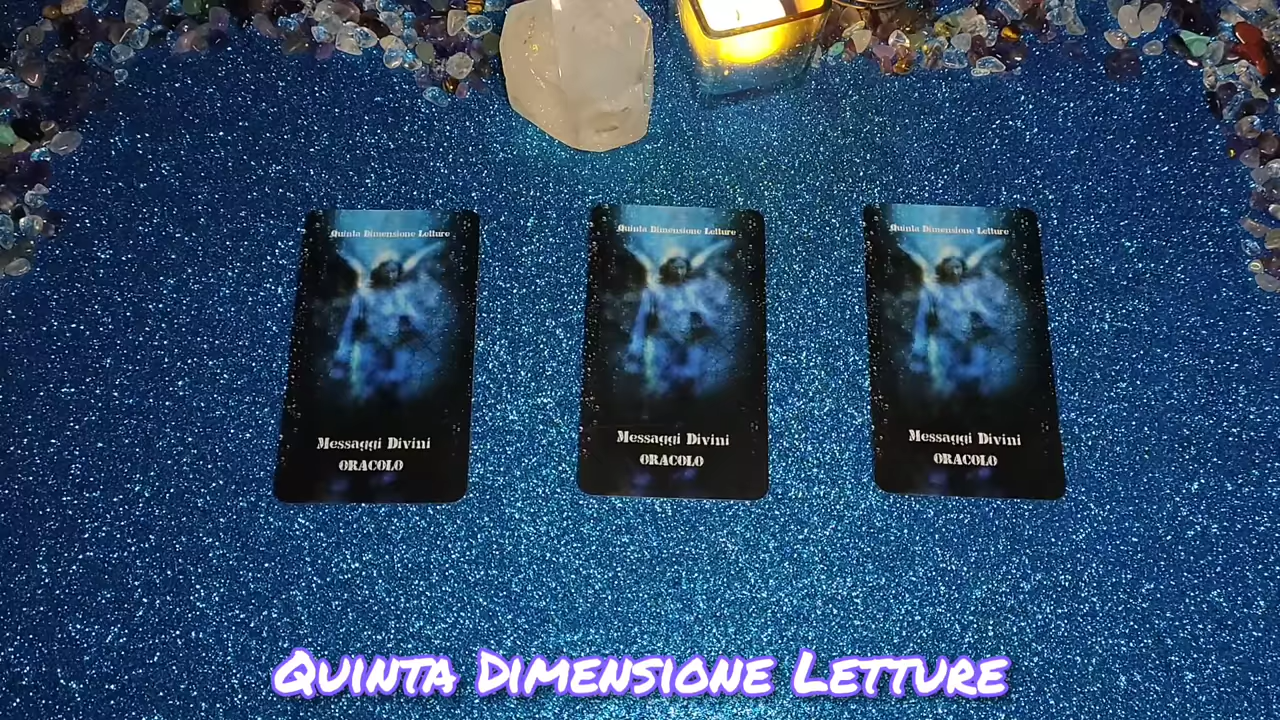 Quinta Dimensione Letture
Messaggi Divini
ORACOLO
Quinta Dimensione Letture
Messaggi Divini
ORACOLO
Quinta Dimensione Letture
Messaggi Divini
ORACOLO
QUINTA DIMENSIONE LETTURE